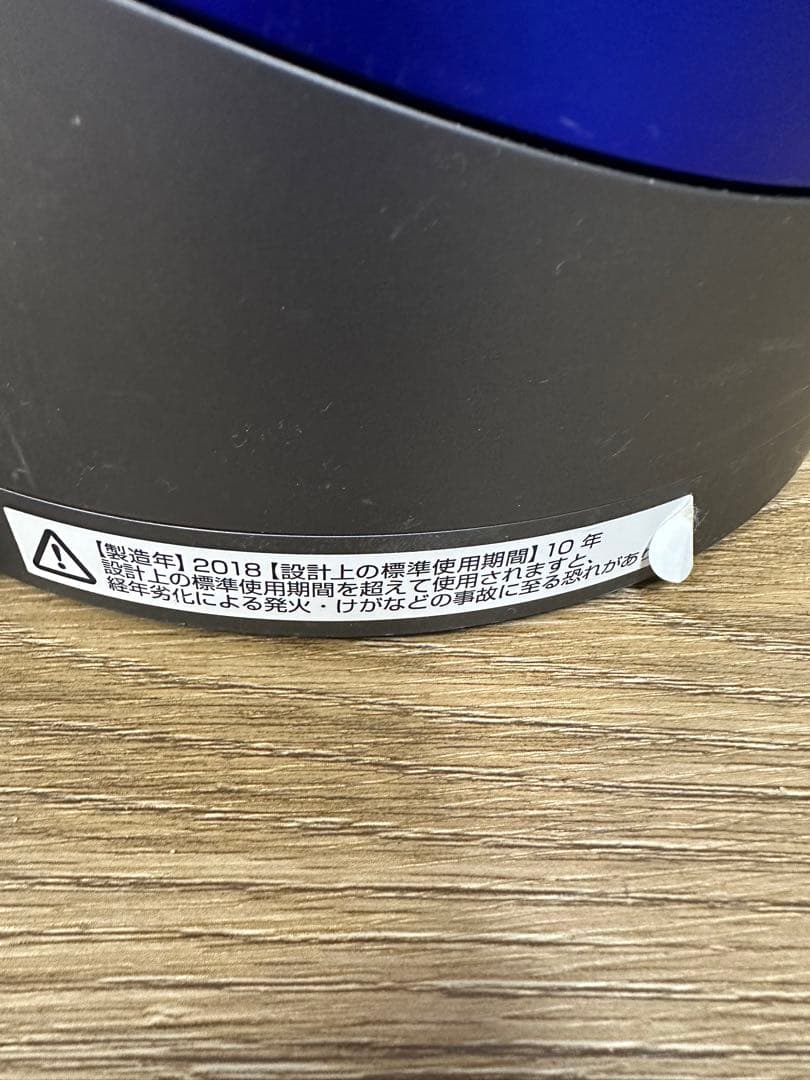 【製造年】2018【設計上の標準使用期間】10 年
設計上の標準使用期間を超えて使用されますと、
経年劣化による発火・けがなどの事故に至る恐れがあり